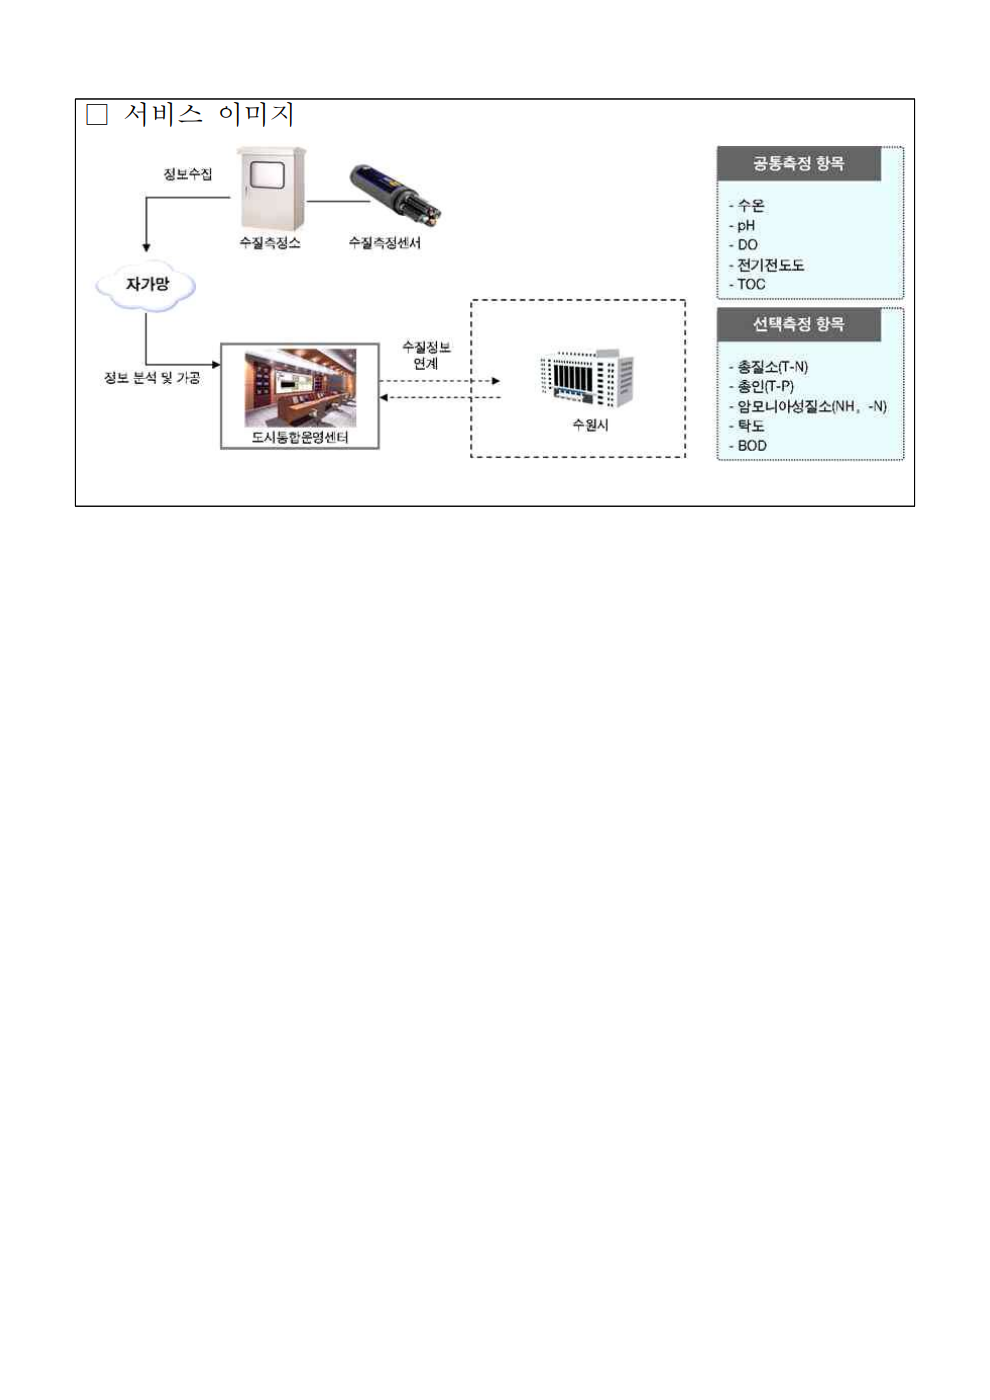 □ 서비스 이미지
정보수집
수질측정소
수질측정센서
자가망
정보 분석 및 가공
도시통합운영센터
수질정보
연계
수원시
공통측정 항목
- 수온
- pH
- DO
- 전기전도도
- TOC
선택측정 항목
- 총질소(T-N)
- 총인(T-P)
- 암모니아성질소(NH, -N)
- 탁도
- BOD